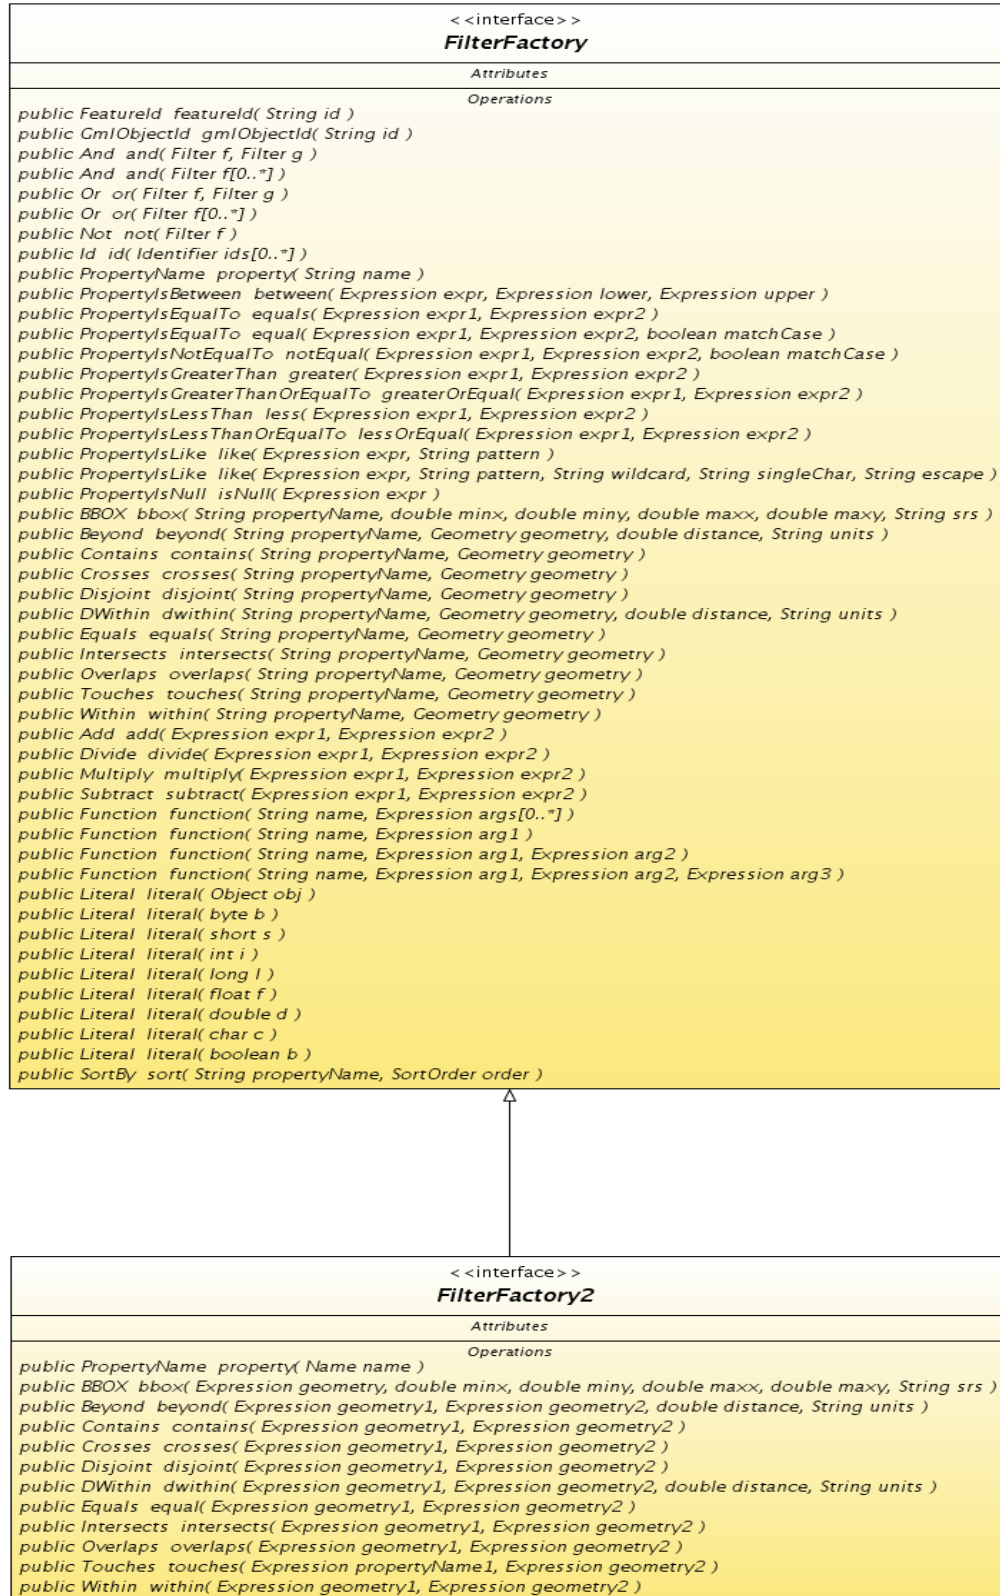 <<interface>>
FilterFactory
Attributes
Operations
public FeatureId featureId( String id )
public GmlObjectId gmlObjectId( String id )
public And and( Filter f, Filter g )
public And and( Filter f[0..*] )
public Or or( Filter f, Filter g )
public Or or( Filter f[0..*] )
public Not not( Filter f )
public Id id( Identifier ids[0..*] )
public PropertyName property( String name )
public PropertyIsBetween between( Expression expr, Expression lower, Expression upper )
public PropertyIsEqualTo equals( Expression expr1, Expression expr2 )
public PropertyIsEqualTo equal( Expression expr1, Expression expr2, boolean matchCase )
public PropertyIsNotEqualTo notEqual( Expression expr1, Expression expr2, boolean matchCase )
public PropertyIsGreaterThan greater( Expression expr1, Expression expr2 )
public PropertyIsGreaterThanOrEqualTo greaterOrEqual( Expression expr1, Expression expr2 )
public PropertyIsLessThan less( Expression expr1, Expression expr2 )
public PropertyIsLessThanOrEqualTo lessOrEqual( Expression expr1, Expression expr2 )
public PropertyIsLike like( Expression expr, String pattern )
public PropertyIsLike like( Expression expr, String pattern, String wildcard, String singleChar, String escape )
public PropertyIsNull isNull( Expression expr )
public BBOX bbox( String propertyName, double minx, double miny, double maxx, double maxy, String srs )
public Beyond beyond( String propertyName, Geometry geometry, double distance, String units )
public Contains contains( String propertyName, Geometry geometry )
public Crosses crosses( String propertyName, Geometry geometry )
public Disjoint disjoint( String propertyName, Geometry geometry )
public DWithin dwithin( String propertyName, Geometry geometry, double distance, String units )
public Equals equals( String propertyName, Geometry geometry )
public Intersects intersects( String propertyName, Geometry geometry )
public Overlaps overlaps( String propertyName, Geometry geometry )
public Touches touches( String propertyName, Geometry geometry )
public Within within( String propertyName, Geometry geometry )
public Add add( Expression expr1, Expression expr2 )
public Divide divide( Expression expr1, Expression expr2 )
public Multiply multiply( Expression expr1, Expression expr2 )
public Subtract subtract( Expression expr1, Expression expr2 )
public Function function( String name, Expression args[0..*] )
public Function function( String name, Expression arg1 )
public Function function( String name, Expression arg1, Expression arg2 )
public Function function( String name, Expression arg1, Expression arg2, Expression arg3 )
public Literal literal( Object obj )
public Literal literal( byte b )
public Literal literal( short s )
public Literal literal( int i )
public Literal literal( long l )
public Literal literal( float f )
public Literal literal( double d )
public Literal literal( char c )
public Literal literal( boolean b )
public SortBy sort( String propertyName, SortOrder order )
<<interface>>
FilterFactory2
Attributes
Operations
public PropertyName property( Name name )
public BBOX bbox( Expression geometry, double minx, double miny, double maxx, double maxy, String srs )
public Beyond beyond( Expression geometry1, Expression geometry2, double distance, String units )
public Contains contains( Expression geometry1, Expression geometry2 )
public Crosses crosses( Expression geometry1, Expression geometry2 )
public Disjoint disjoint( Expression geometry1, Expression geometry2 )
public DWithin dwithin( Expression geometry1, Expression geometry2, double distance, String units )
public Equals equal( Expression geometry1, Expression geometry2 )
public Intersects intersects( Expression geometry1, Expression geometry2 )
public Overlaps overlaps( Expression geometry1, Expression geometry2 )
public Touches touches( Expression propertyName1, Expression geometry2 )
public Within within( Expression geometry1, Expression geometry2 )